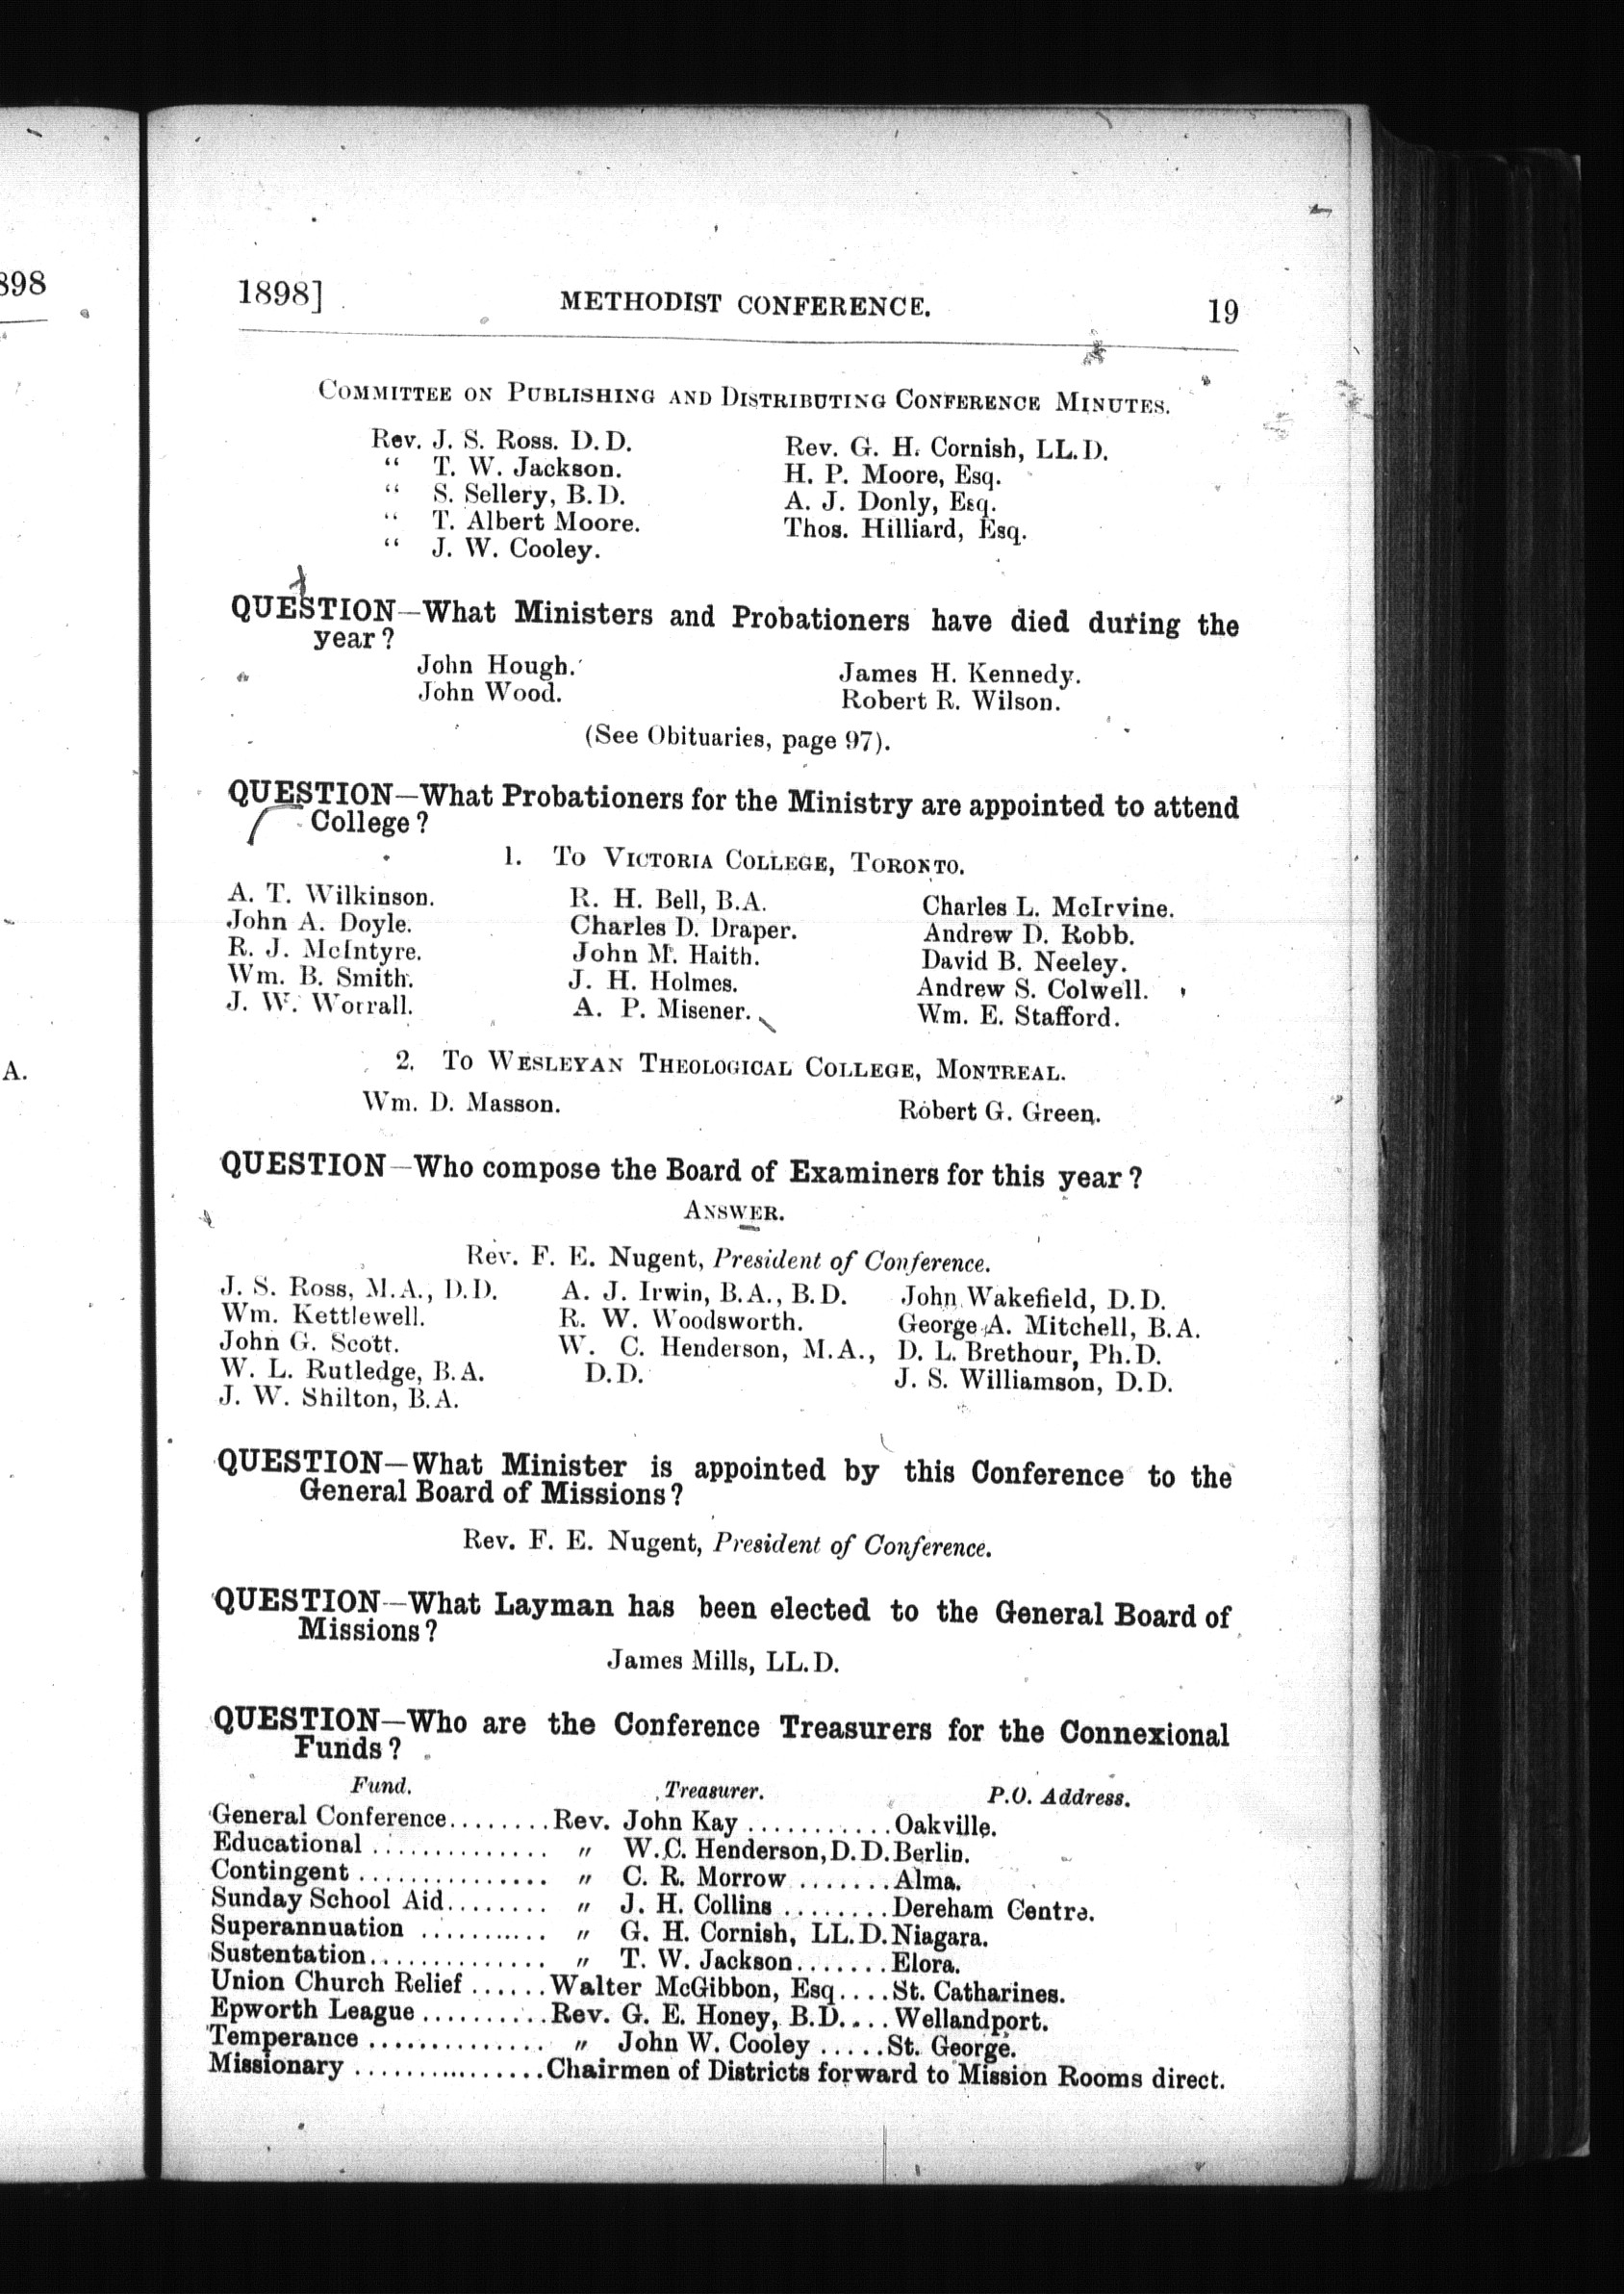 898
A.
1898] METHODIST CONFERENCE. 19
COMMITTEE ON PUBLISHING AND DISTRIBUTING CONFERENCE MINUTES.
Rev. J. S. Ross. D.D. Rev. G. H. Cornish, LL.D.
“ T. W. Jackson. H. P. Moore, Esq.
“ S. Sellery, B.D. A. J. Donly, Esq.
“ T. Albert Moore. Thos. Hilliard, Esq.
“ J. W. Cooley.
QUESTION—What Ministers and Probationers have died during the
year?
John Hough. James H. Kennedy.
John Wood. Robert R. Wilson.
(See Obituaries, page 97).
QUESTION—What Probationers for the Ministry are appointed to attend
College?
1. TO VICTORIA COLLEGE, TORONTO.
A. T. Wilkinson. R. H. Bell, B.A. Charles L. McIrvine.
John A. Doyle. Charles D. Draper. Andrew D. Robb.
R. J. McIntyre. John M. Haith. David B. Neeley.
Wm. B. Smith. J. H. Holmes. Andrew S. Colwell.
J. W. Worrall. A. P. Misener. Wm. E. Stafford.
2. TO WESLEYAN THEOLOGICAL COLLEGE, MONTREAL.
Wm. D. Masson. Robert G. Green.
QUESTION—Who compose the Board of Examiners for this year?
ANSWER.
Rev. F. E. Nugent, President of Conference.
J. S. Ross, M.A., D.D. A. J. Irwin, B.A., B.D. John Wakefield, D.D.
Wm. Kettlewell. R. W. Woodsworth. George A. Mitchell, B.A.
John G. Scott. W. C. Henderson, M.A., D. L. Brethour, Ph.D.
W. L. Rutledge, B.A. D.D. J. S. Williamson, D.D.
J. W. Shilton, B.A.
QUESTION—What Minister is appointed by this Conference to the
General Board of Missions?
Rev. F. E. Nugent, President of Conference.
QUESTION—What Layman has been elected to the General Board of
Missions?
James Mills, LL.D.
QUESTION—Who are the Conference Treasurers for the Connexional
Funds?
Fund. Treasurer. P.O. Address.
General Conference........Rev. John Kay ...........Oakville.
Educational .............. " W.C. Henderson, D.D. Berlin.
Contingent ............... " C. R. Morrow .......Alma.
Sunday School Aid........ " J. H. Collins ........Dereham Centre.
Superannuation .......... " G. H. Cornish, LL.D. Niagara.
Sustentation.............. " T. W. Jackson.......Elora.
Union Church Relief ......Walter McGibbon, Esq....St. Catharines.
Epworth League ..........Rev. G. E. Honey, B.D....Wellandport.
Temperance .............. " John W. Cooley .....St. George.
Missionary ...............Chairmen of Districts forward to Mission Rooms direct.